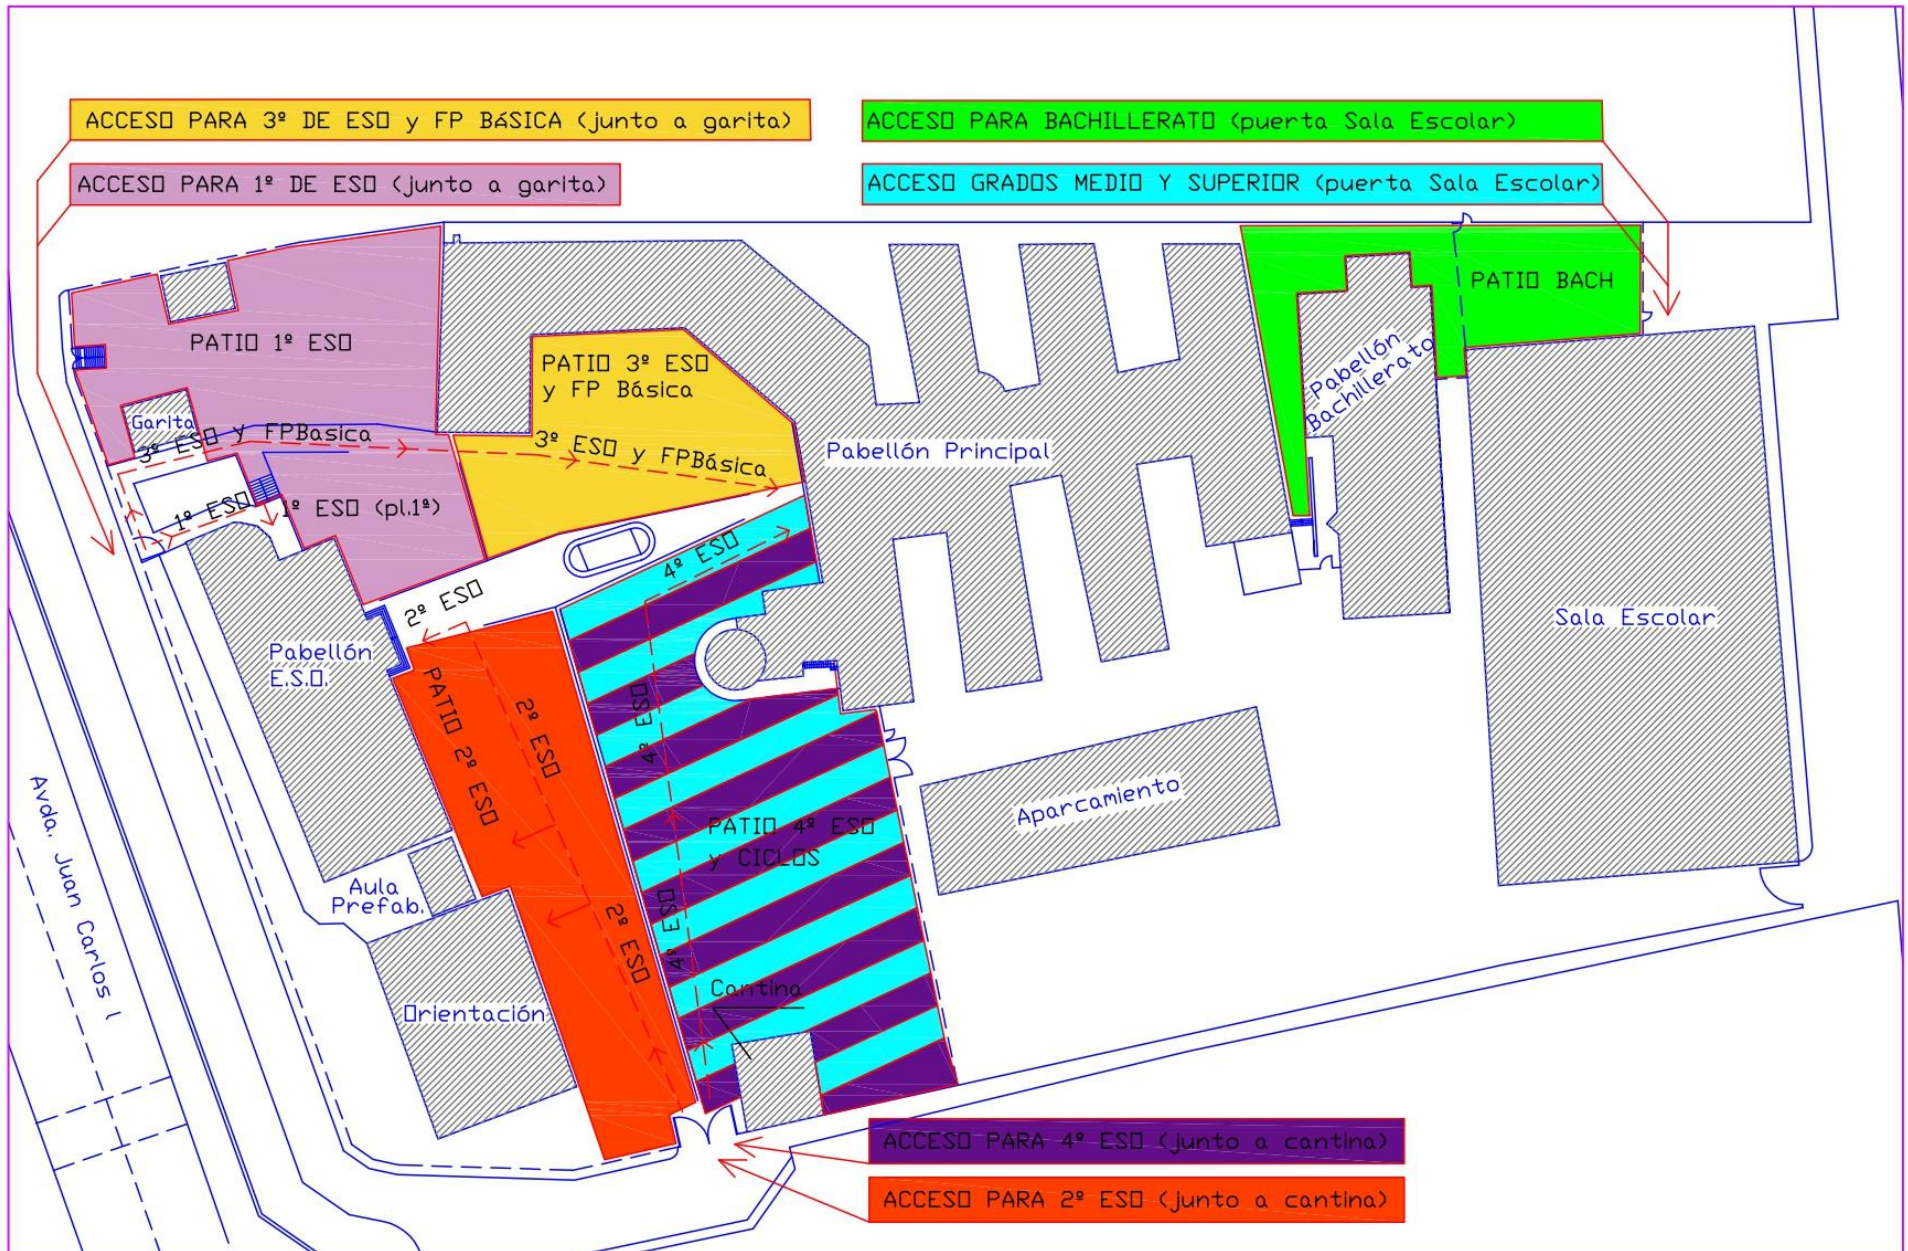 ACCESO PARA 3º DE ESO y FP BáSICA (junto a garita)
ACCESO PARA BACHILLERATO (puerta Sala Escolar)
ACCESO PARA 1º DE ESO (junto a garita)
ACCESO GRADOS MEDIO Y SUPERIOR (puerta Sala Escolar)
PATIO 1º ESO
PATIO 3º ESO
y FP Básica
PATIO BACH
Pabellón
Bachillerato
Garita
3º ESO y FPBasica
3º ESO y FPBásica
Pabellón Principal
1º ESO
1º ESO (pl.1ª)
4º ESO
2º ESO
Sala Escolar
Pabellón
E.S.O.
PATIO 2º ESO
2º ESO
4º ESO
Avda. Juan Carlos I
Aparcamiento
PATIO 4º ESO
y CICLOS
Aula
Prefab.
2º ESO
4º ESO
4º ESO
Cantina
Orientación
ACCESO PARA 4º ESO (junto a cantina)
ACCESO PARA 2º ESO (junto a cantina)